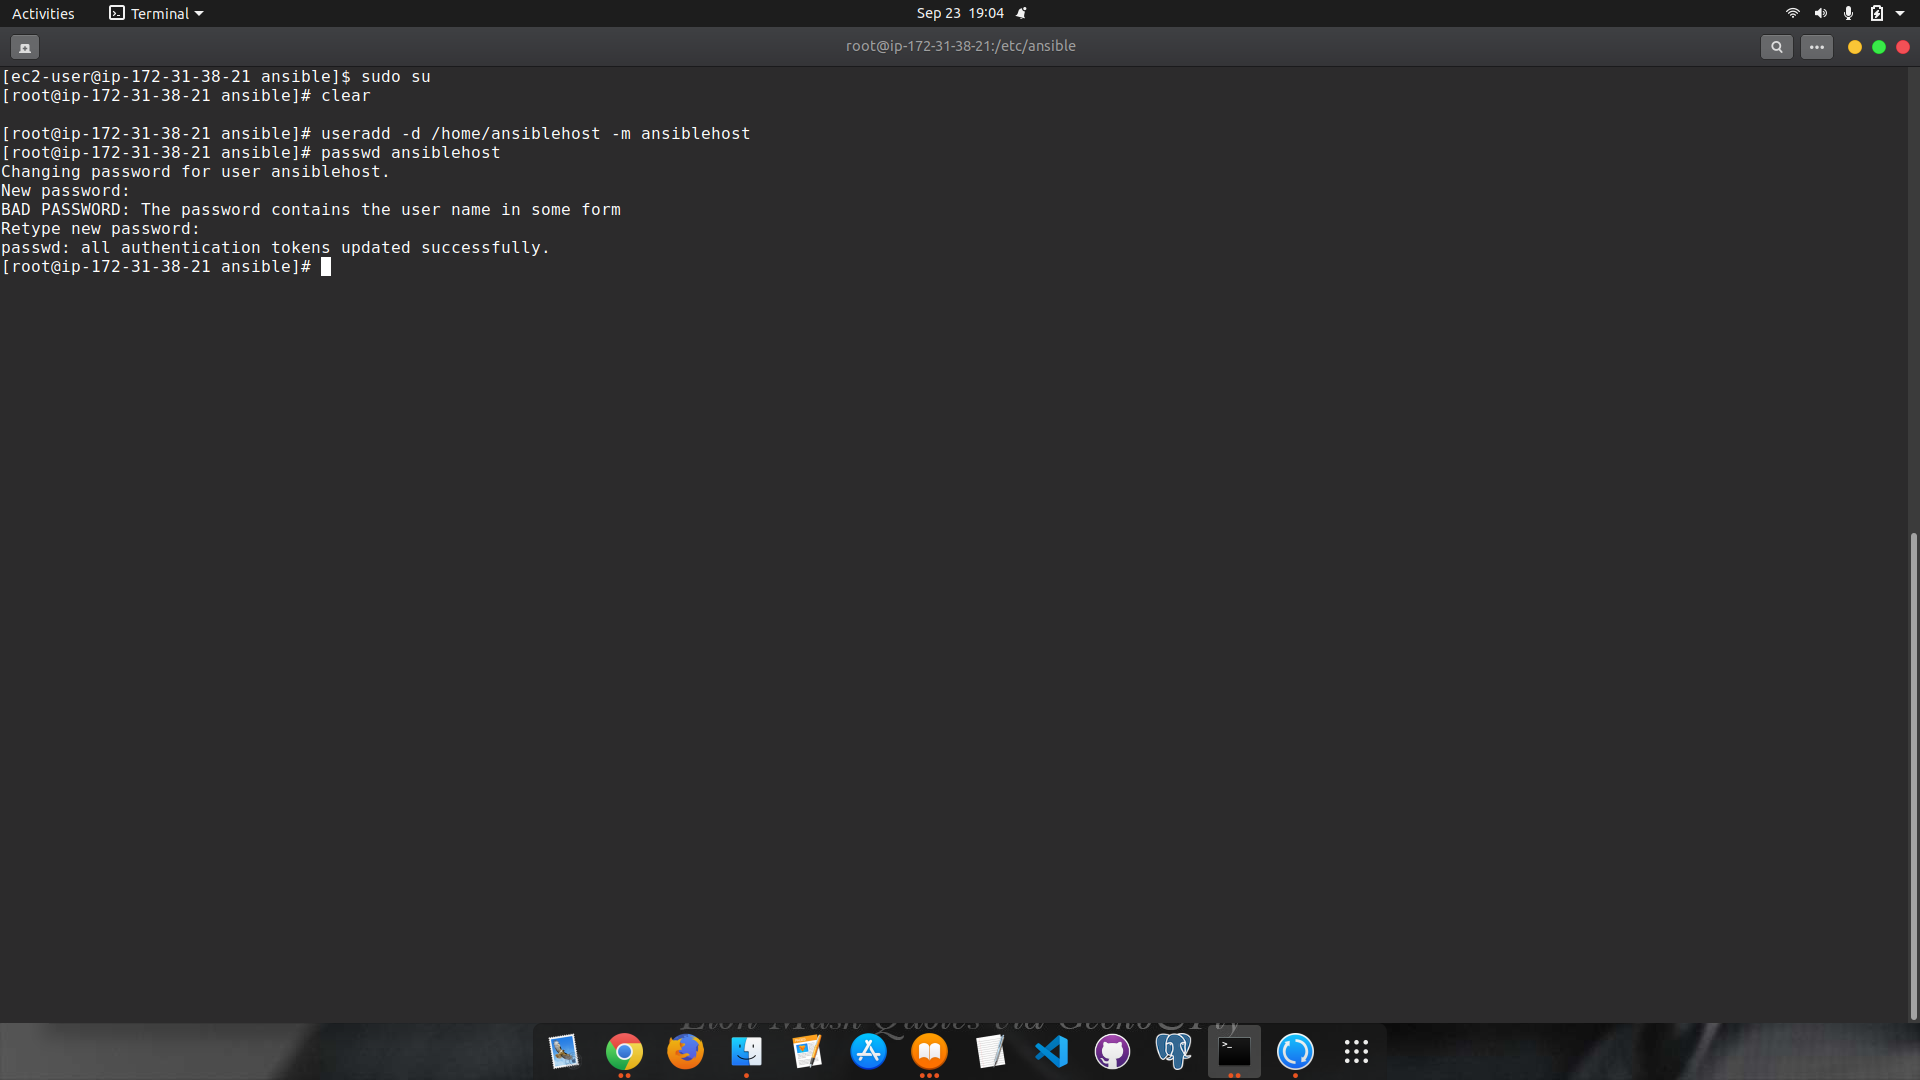 Activities Terminal Sep 23 19:04
root@ip-172-31-38-21:/etc/ansible
[ec2-user@ip-172-31-38-21 ansible]$ sudo su
[root@ip-172-31-38-21 ansible]# clear
[root@ip-172-31-38-21 ansible]# useradd -d /home/ansiblehost -m ansiblehost
[root@ip-172-31-38-21 ansible]# passwd ansiblehost
Changing password for user ansiblehost.
New password:
BAD PASSWORD: The password contains the user name in some form
Retype new password:
passwd: all authentication tokens updated successfully.
[root@ip-172-31-38-21 ansible]#
Quotes via